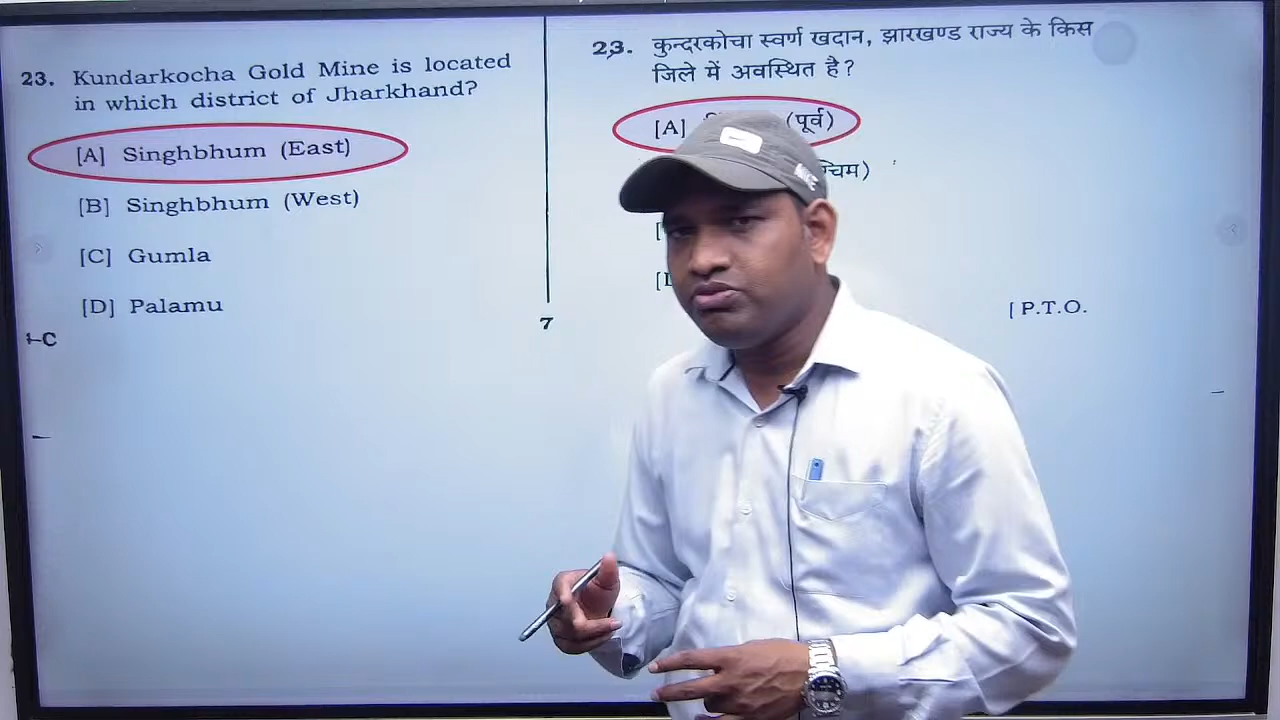 23. Kundarkocha Gold Mine is located
in which district of Jharkhand?
[A] Singhbhum (East)
[B] Singhbhum (West)
[C] Gumla
[D] Palamu
-C
7
23. कुन्दरकोचा स्वर्ण खदान, झारखण्ड राज्य के किस
जिले में अवस्थित है?
[A] (पूर्व)
[P.T.O.